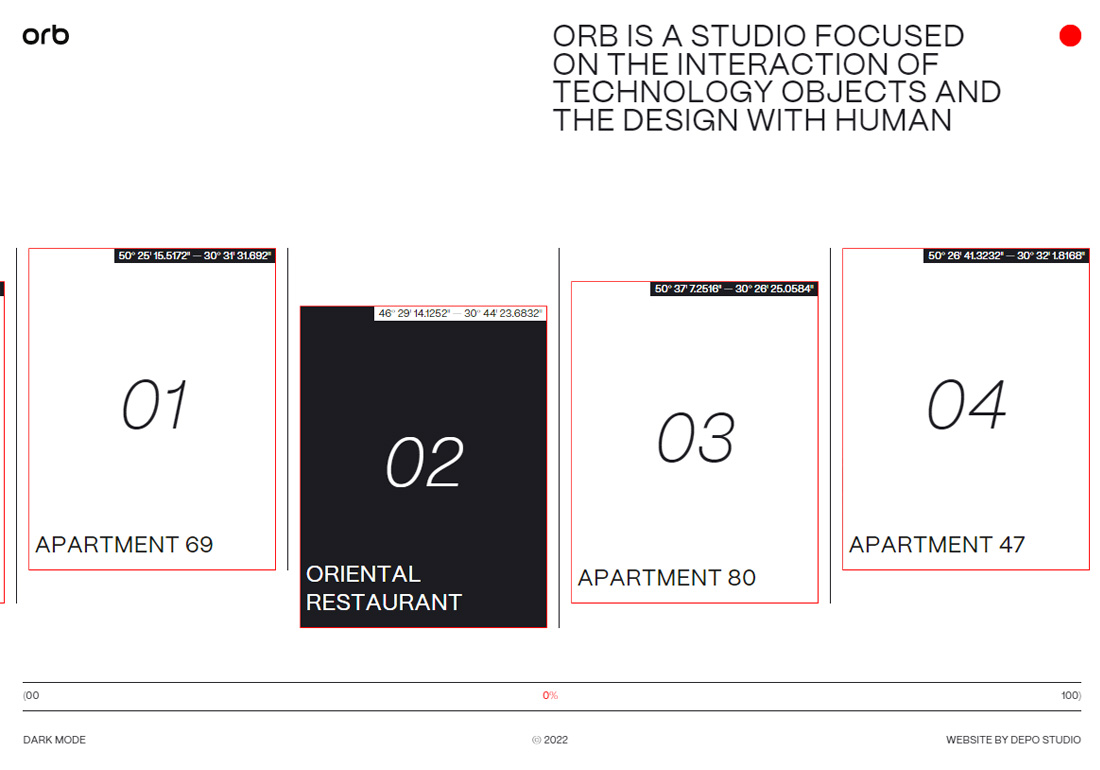 orb
ORB IS A STUDIO FOCUSED
ON THE INTERACTION OF
TECHNOLOGY OBJECTS AND
THE DESIGN WITH HUMAN
50° 25' 15.5172" — 30° 31' 31.692"
01
APARTMENT 69
46° 29' 14.1252" — 30° 44' 23.6832"
02
ORIENTAL
RESTAURANT
50° 37' 7.2516" — 30° 26' 25.0584"
03
APARTMENT 80
50° 26' 41.3232" — 30° 32' 1.8168"
04
APARTMENT 47
(00
0%
100)
DARK MODE
© 2022
WEBSITE BY DEPO STUDIO